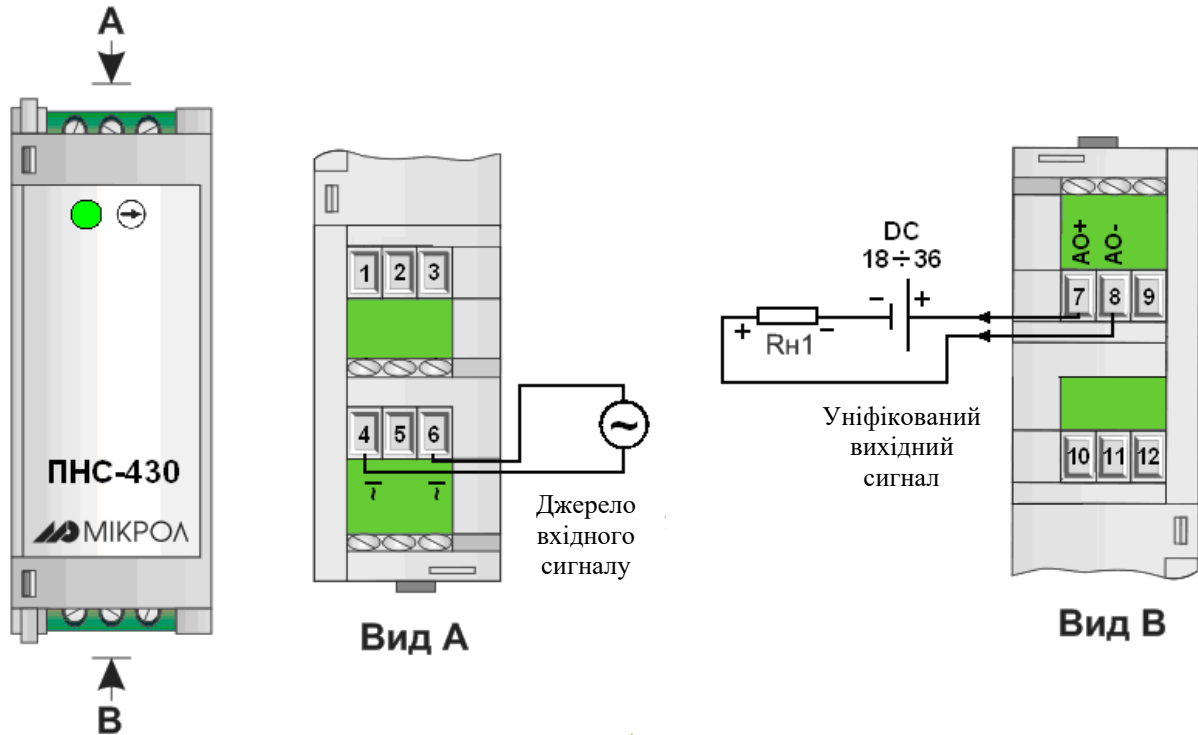 A
ПНС-430
МІКРОЛ
B
1 2 3
4 5 6
~ ~
Джерело
вхідного
сигналу
Вид А
DC
18÷36
- +
+ Rн1 -
Уніфікований
вихідний
сигнал
AO+ AO-
7 8 9
10 11 12
Вид В